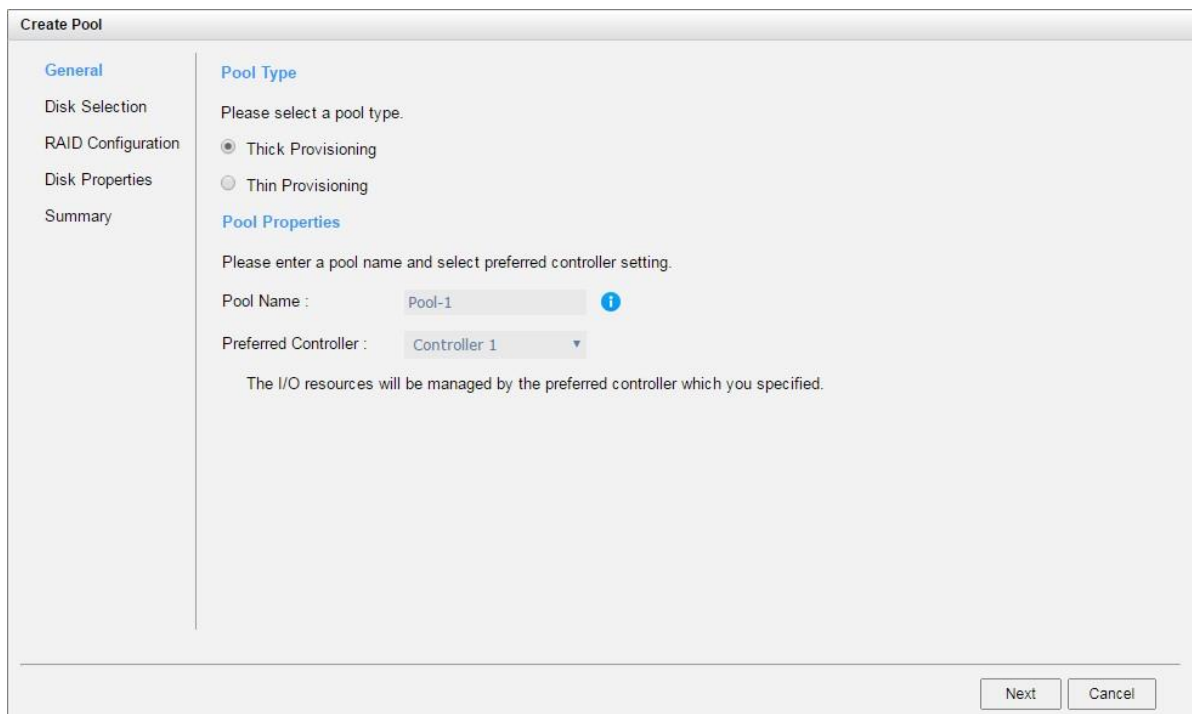 Create Pool
General
Disk Selection
RAID Configuration
Disk Properties
Summary
Pool Type
Please select a pool type.
Thick Provisioning
Thin Provisioning
Pool Properties
Please enter a pool name and select preferred controller setting.
Pool Name : Pool-1
Preferred Controller : Controller 1
The I/O resources will be managed by the preferred controller which you specified.
Next Cancel